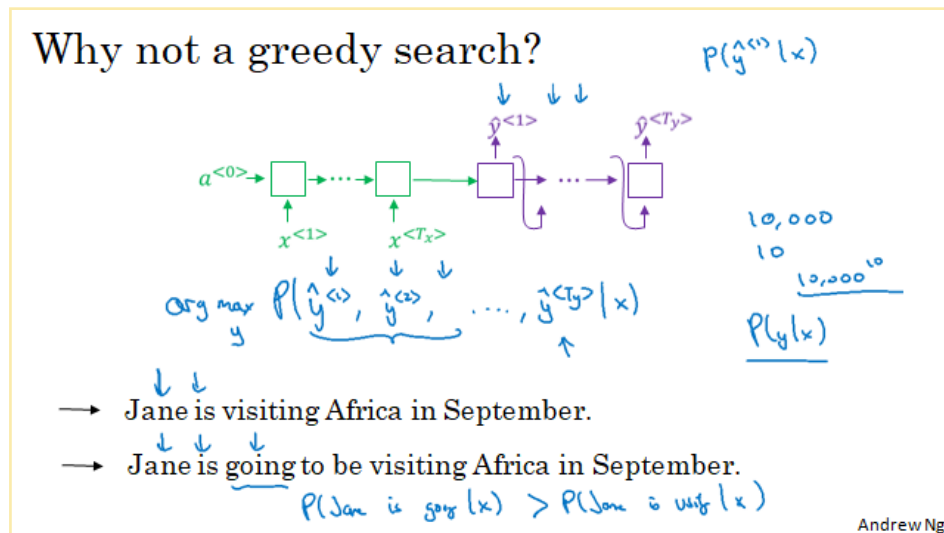 Why not a greedy search?
P(ŷ<1>|x)
ŷ<1> ŷ<Ty>
a<0> ... ...
x<1> x<Tx>
10,000
10
10,000^10
arg max P(ŷ<1>, ŷ<2>, ...., ŷ<Ty>|x)
y
P(y|x)
Jane is visiting Africa in September.
Jane is going to be visiting Africa in September.
P(Jane is going |x) > P(Jane is |x)
Andrew Ng